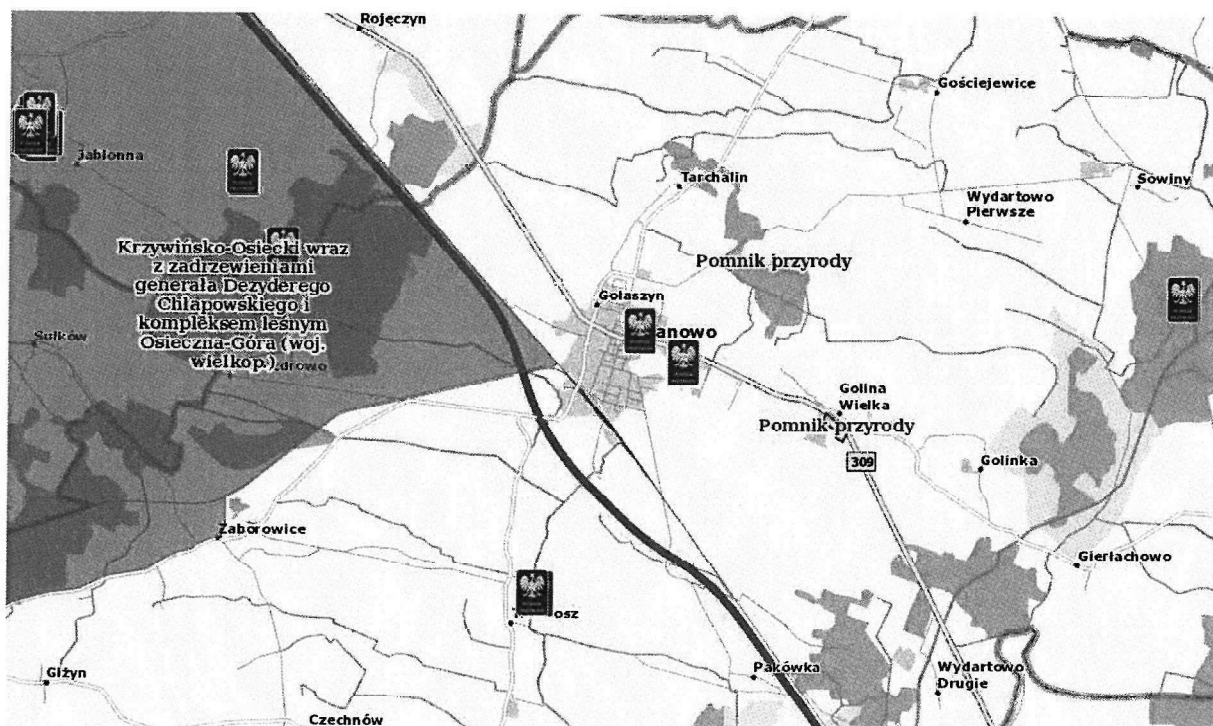 Rojęczyn
Gościejewice
Jabłonna
Tarchalin
Sowiny
Wydartowo
Pierwsze
Krzywińsko-Osiecki wraz
z zadrzewieniami
generała Dezyderego
Chłapowskiego i
kompleksem leśnym
Osieczna-Góra (woj.
wielkop.)
Pomnik przyrody
Gołaszyn
Sułków
anowo
drowo
Golina
Wielka
Pomnik przyrody
309
Golinka
Zaborowice
Gierłachowo
osz
Giżyn
Pakówka
Wydartowo
Drugie
Czechnów